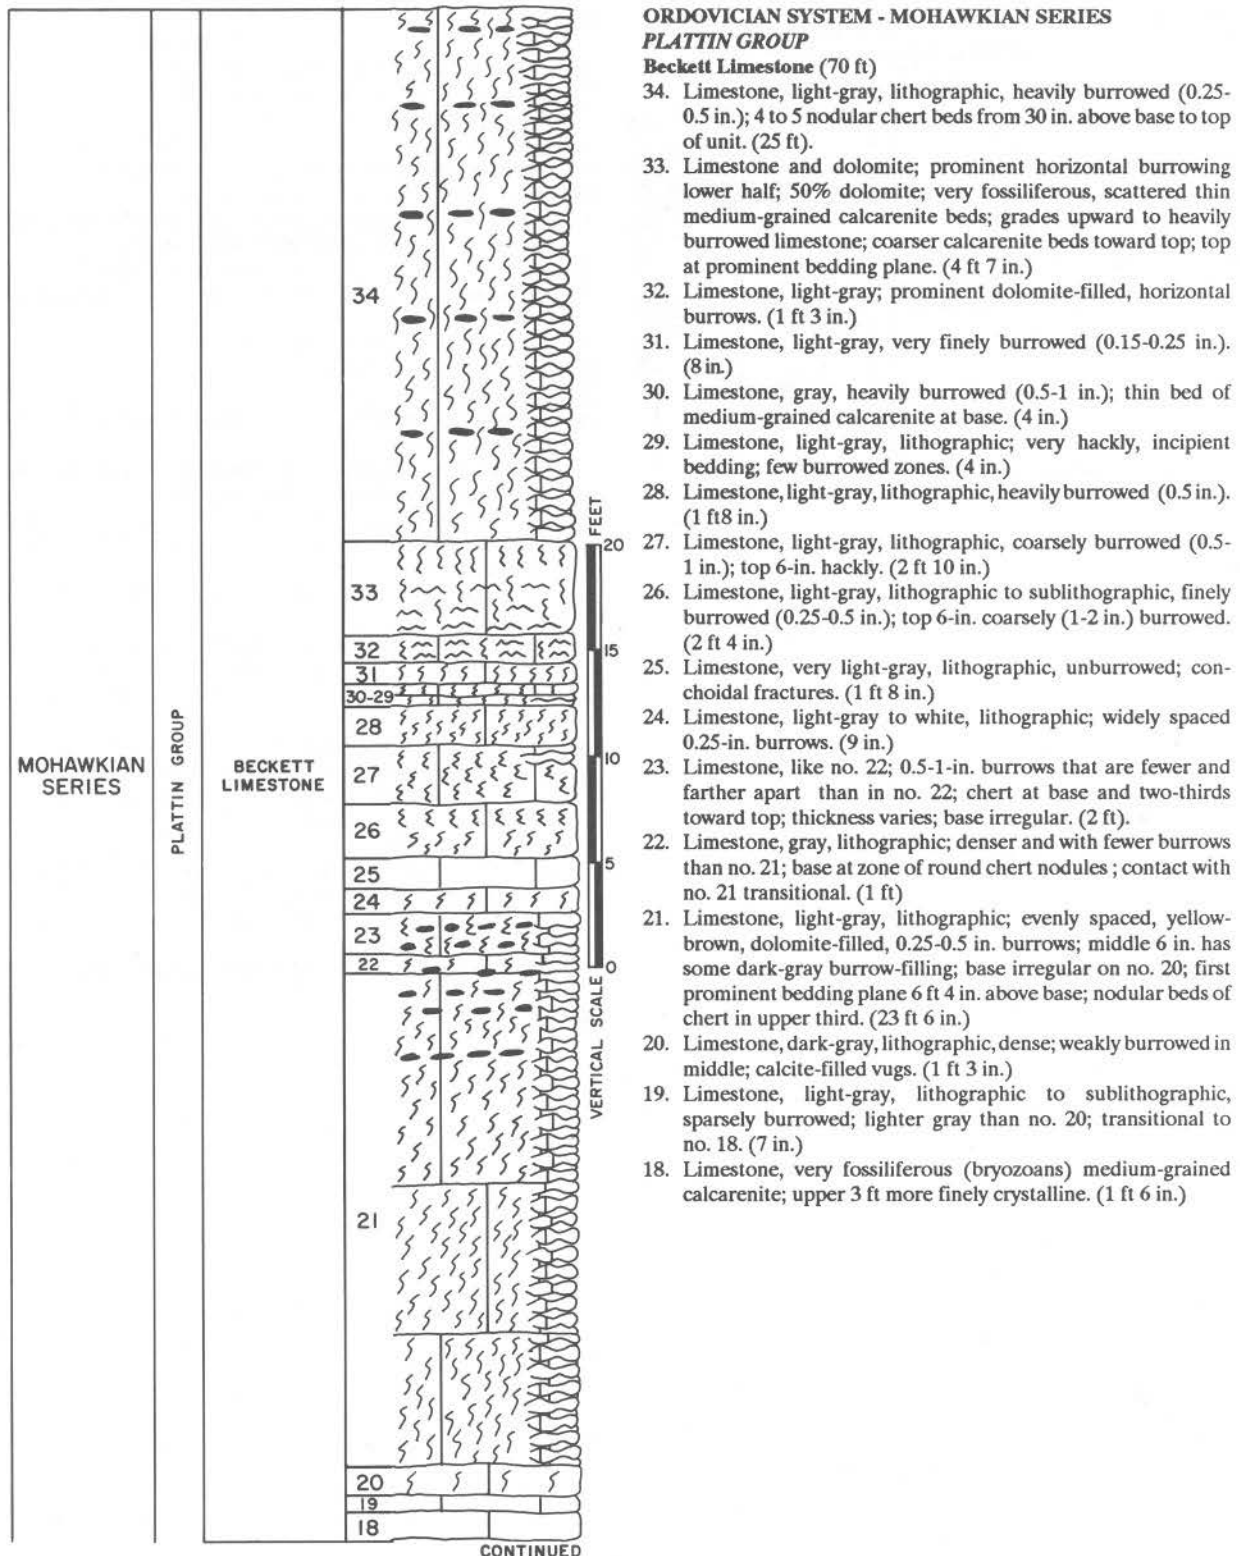 MOHAWKIAN
SERIES
PLATTIN GROUP
BECKETT
LIMESTONE
34
33
32
31
30-29
28
27
26
25
24
23
22
21
20
19
18
CONTINUED
FEET
20
15
10
5
0
VERTICAL SCALE
ORDOVICIAN SYSTEM - MOHAWKIAN SERIES
PLATTIN GROUP
Beckett Limestone (70 ft)
34. Limestone, light-gray, lithographic, heavily burrowed (0.25-
0.5 in.); 4 to 5 nodular chert beds from 30 in. above base to top
of unit. (25 ft).
33. Limestone and dolomite; prominent horizontal burrowing
lower half; 50% dolomite; very fossiliferous, scattered thin
medium-grained calcarenite beds; grades upward to heavily
burrowed limestone; coarser calcarenite beds toward top; top
at prominent bedding plane. (4 ft 7 in.)
32. Limestone, light-gray; prominent dolomite-filled, horizontal
burrows. (1 ft 3 in.)
31. Limestone, light-gray, very finely burrowed (0.15-0.25 in.).
(8 in.)
30. Limestone, gray, heavily burrowed (0.5-1 in.); thin bed of
medium-grained calcarenite at base. (4 in.)
29. Limestone, light-gray, lithographic; very hackly, incipient
bedding; few burrowed zones. (4 in.)
28. Limestone, light-gray, lithographic, heavily burrowed (0.5 in.).
(1 ft8 in.)
27. Limestone, light-gray, lithographic, coarsely burrowed (0.5-
1 in.); top 6-in. hackly. (2 ft 10 in.)
26. Limestone, light-gray, lithographic to sublithographic, finely
burrowed (0.25-0.5 in.); top 6-in. coarsely (1-2 in.) burrowed.
(2 ft 4 in.)
25. Limestone, very light-gray, lithographic, unburrowed; con-
choidal fractures. (1 ft 8 in.)
24. Limestone, light-gray to white, lithographic; widely spaced
0.25-in. burrows. (9 in.)
23. Limestone, like no. 22; 0.5-1-in. burrows that are fewer and
farther apart than in no. 22; chert at base and two-thirds
toward top; thickness varies; base irregular. (2 ft).
22. Limestone, gray, lithographic; denser and with fewer burrows
than no. 21; base at zone of round chert nodules ; contact with
no. 21 transitional. (1 ft)
21. Limestone, light-gray, lithographic; evenly spaced, yellow-
brown, dolomite-filled, 0.25-0.5 in. burrows; middle 6 in. has
some dark-gray burrow-filling; base irregular on no. 20; first
prominent bedding plane 6 ft 4 in. above base; nodular beds of
chert in upper third. (23 ft 6 in.)
20. Limestone, dark-gray, lithographic, dense; weakly burrowed in
middle; calcite-filled vugs. (1 ft 3 in.)
19. Limestone, light-gray, lithographic to sublithographic,
sparsely burrowed; lighter gray than no. 20; transitional to
no. 18. (7 in.)
18. Limestone, very fossiliferous (bryozoans) medium-grained
calcarenite; upper 3 ft more finely crystalline. (1 ft 6 in.)